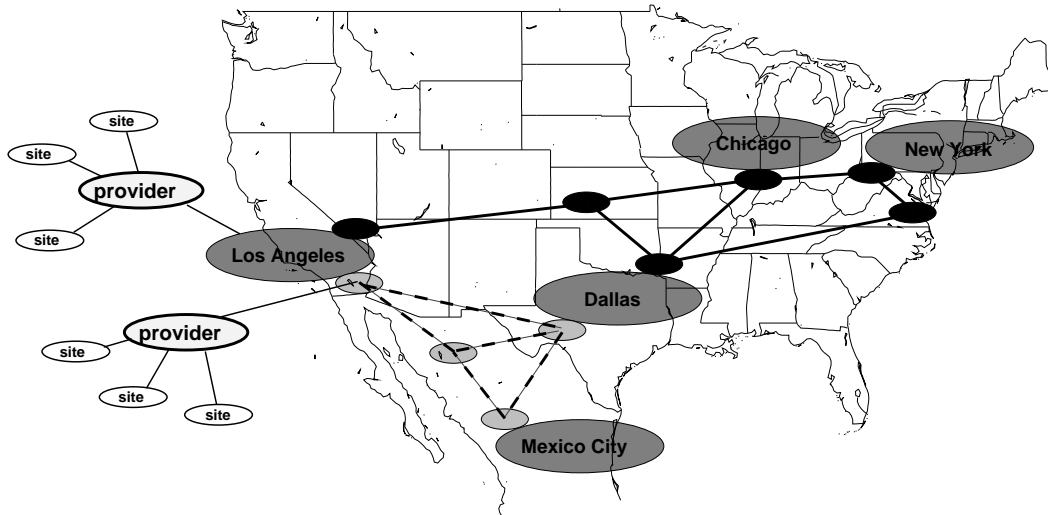 site
Chicago
New York
site
provider
site
Los Angeles
Dallas
provider
site
site
site
Mexico City